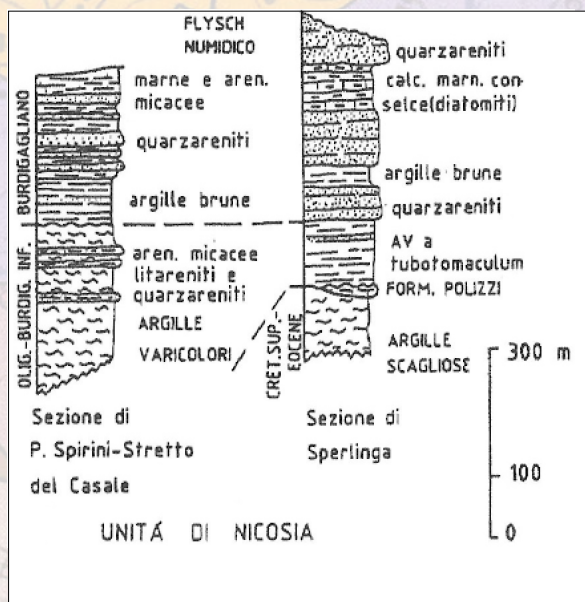 FLYSCH
NUMIDICO
BURDIGAGLIANO
OLIG.-BURDIG. INF.
marne e aren.
micacee
quarzareniti
argille brune
aren. micacee
litareniti e
quarzareniti
ARGILLE
VARICOLORI
quarzareniti
calc. marn. con
selce(diatomiti)
argille brune
quarzareniti
AV a
tubotomaculum
FORM. POLIZZI
CRET.SUP.-
EOCENE
ARGILLE
SCAGLIOSE
300 m
100
0
Sezione di
P. Spirini-Stretto
del Casale
Sezione di
Sperlinga
UNITÁ DI NICOSIA